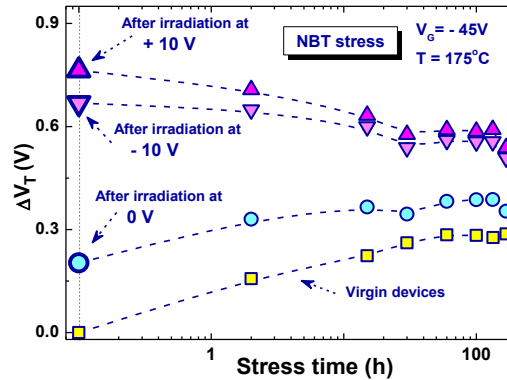 After irradiation at
+ 10 V
NBT stress
V_G= - 45V
T = 175°C
After irradiation at
- 10 V
After irradiation at
0 V
Virgin devices
0.9
0.6
0.3
0.0
ΔV_T (V)
1
10
100
Stress time (h)